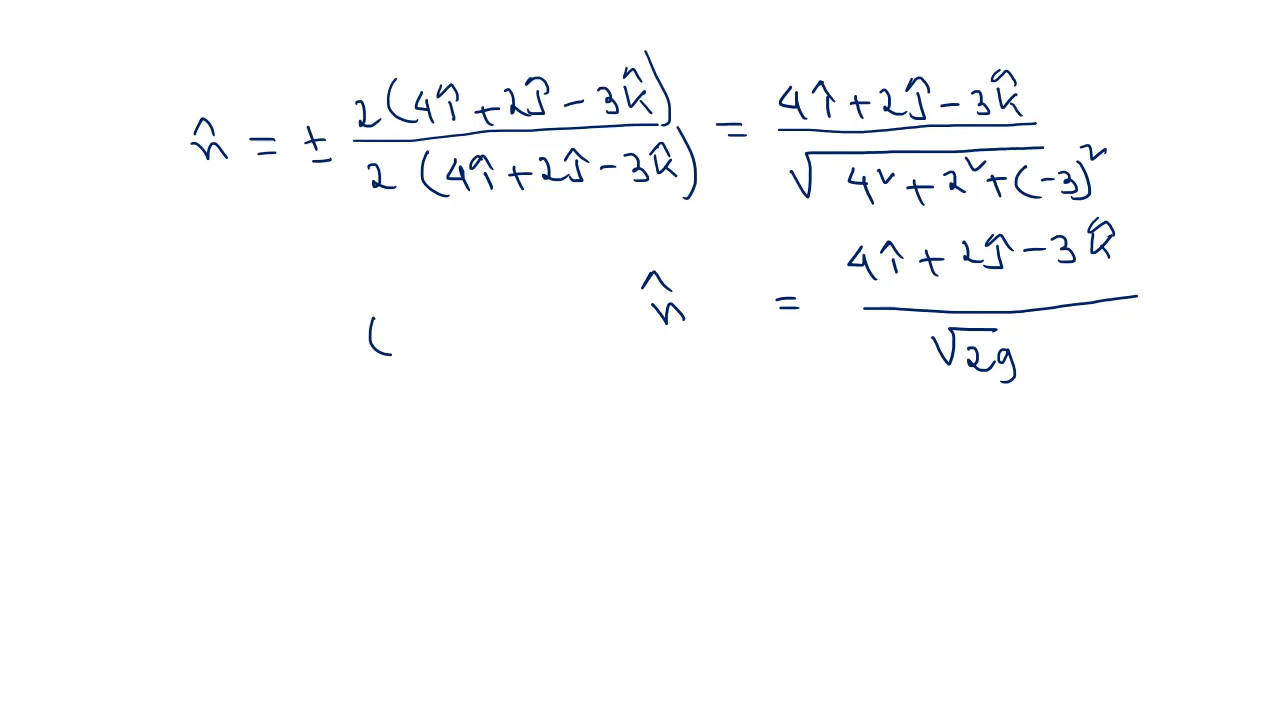 n̂ = ± 2(4î + 2ĵ − 3k̂) / 2(4î + 2ĵ − 3k̂) = 4î + 2ĵ − 3k̂ / √4² + 2² + (−3)²
n̂ = 4î + 2ĵ − 3k̂ / √29
(